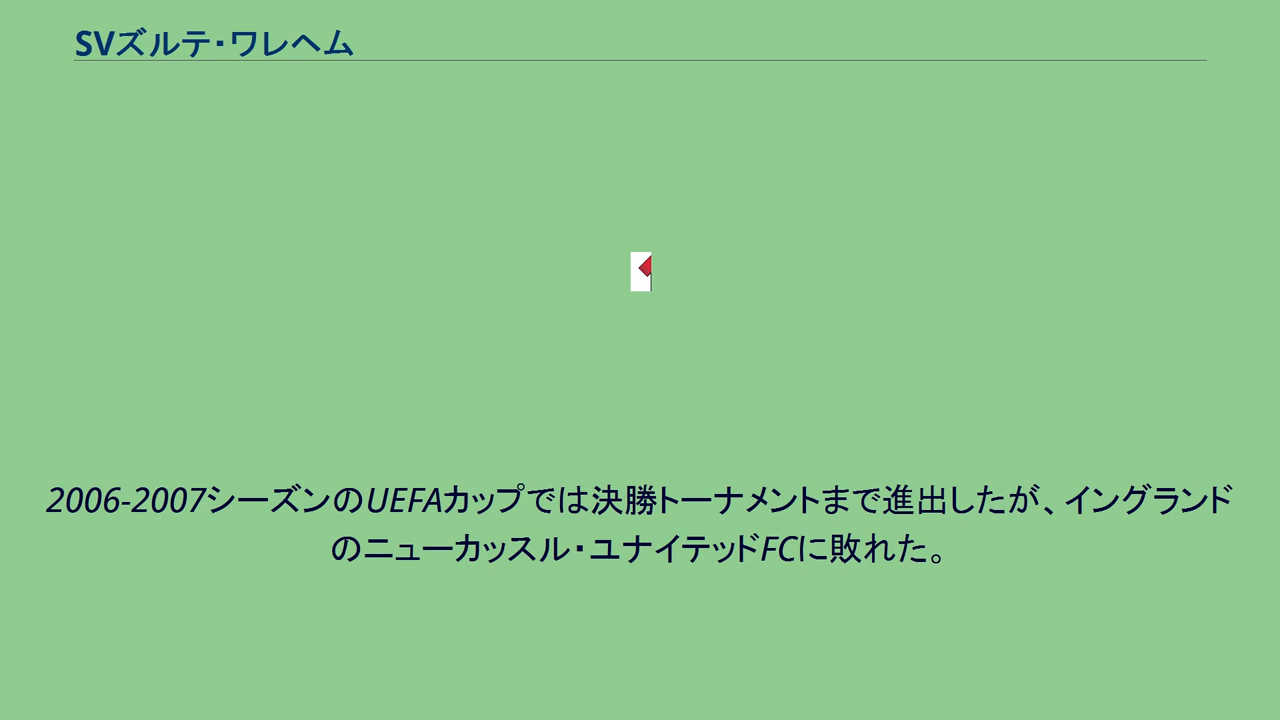 SVズルテ・ワレヘム
2006-2007シーズンのUEFAカップでは決勝トーナメントまで進出したが、イングランド
のニューカッスル・ユナイテッドFCに敗れた。